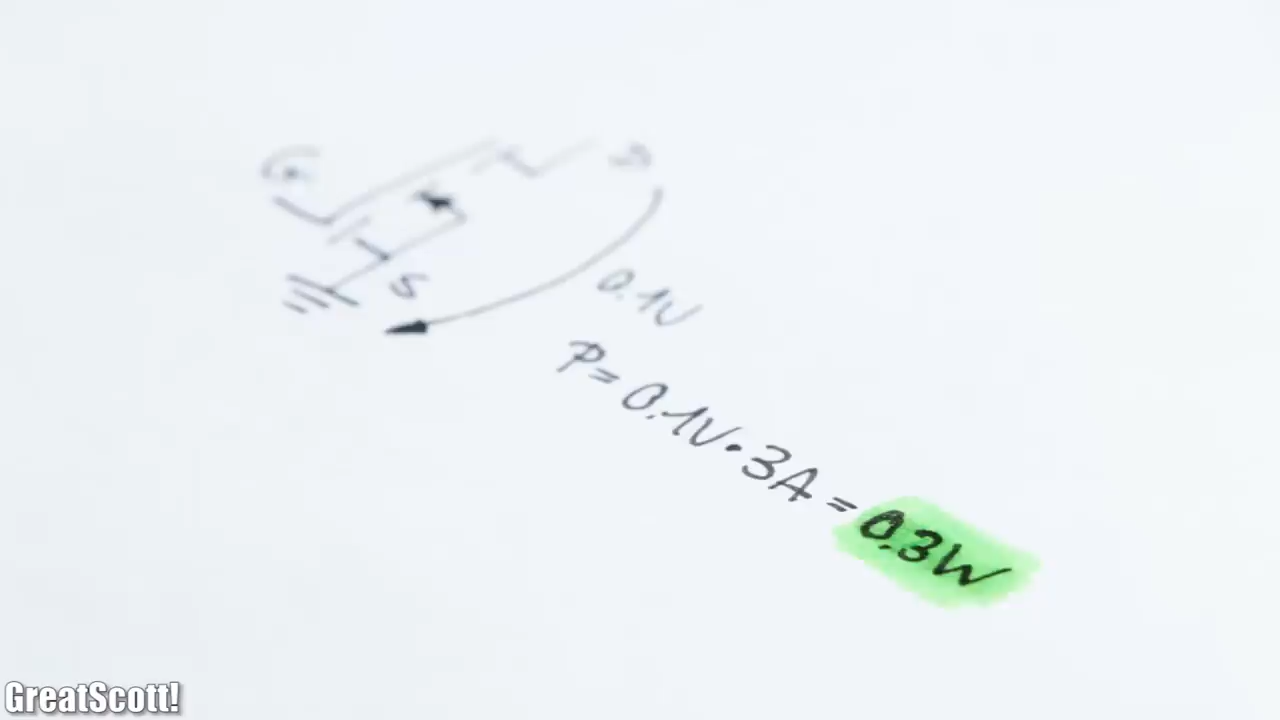 G
D
S
0.1V
P = 0.1V · 3A = 0.3W
GreatScott!